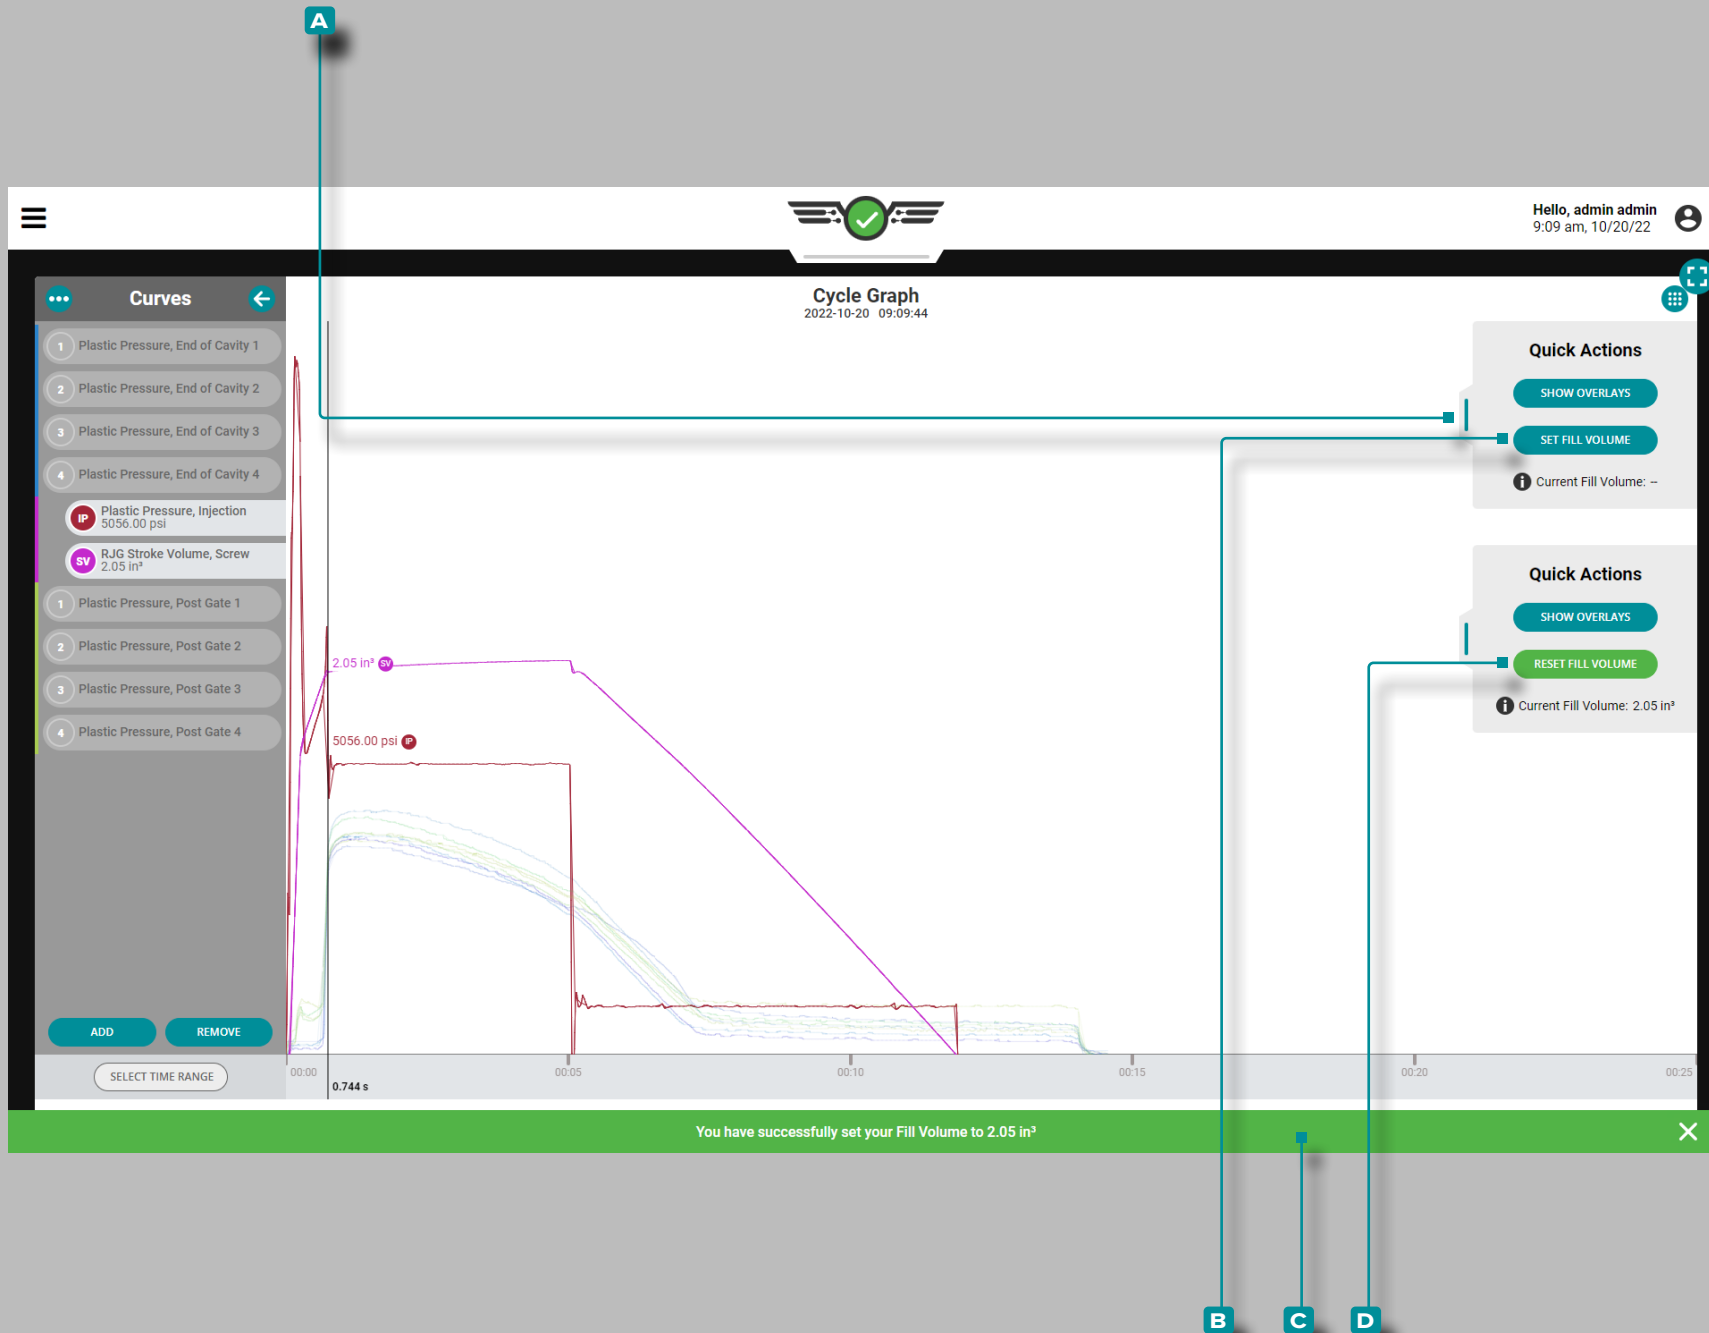 A
Hello, admin admin
9:09 am, 10/20/22
Curves
Cycle Graph
2022-10-20 09:09:44
1 Plastic Pressure, End of Cavity 1
2 Plastic Pressure, End of Cavity 2
3 Plastic Pressure, End of Cavity 3
4 Plastic Pressure, End of Cavity 4
IP Plastic Pressure, Injection
5056.00 psi
SV RJG Stroke Volume, Screw
2.05 in³
1 Plastic Pressure, Post Gate 1
2 Plastic Pressure, Post Gate 2
3 Plastic Pressure, Post Gate 3
4 Plastic Pressure, Post Gate 4
ADD REMOVE
SELECT TIME RANGE
2.05 in³ SV
5056.00 psi IP
Quick Actions
SHOW OVERLAYS
SET FILL VOLUME
i Current Fill Volume: --
Quick Actions
SHOW OVERLAYS
RESET FILL VOLUME
i Current Fill Volume: 2.05 in³
00:00 00:05 00:10 00:15 00:20 00:25
0.744 s
You have successfully set your Fill Volume to 2.05 in³
B C D